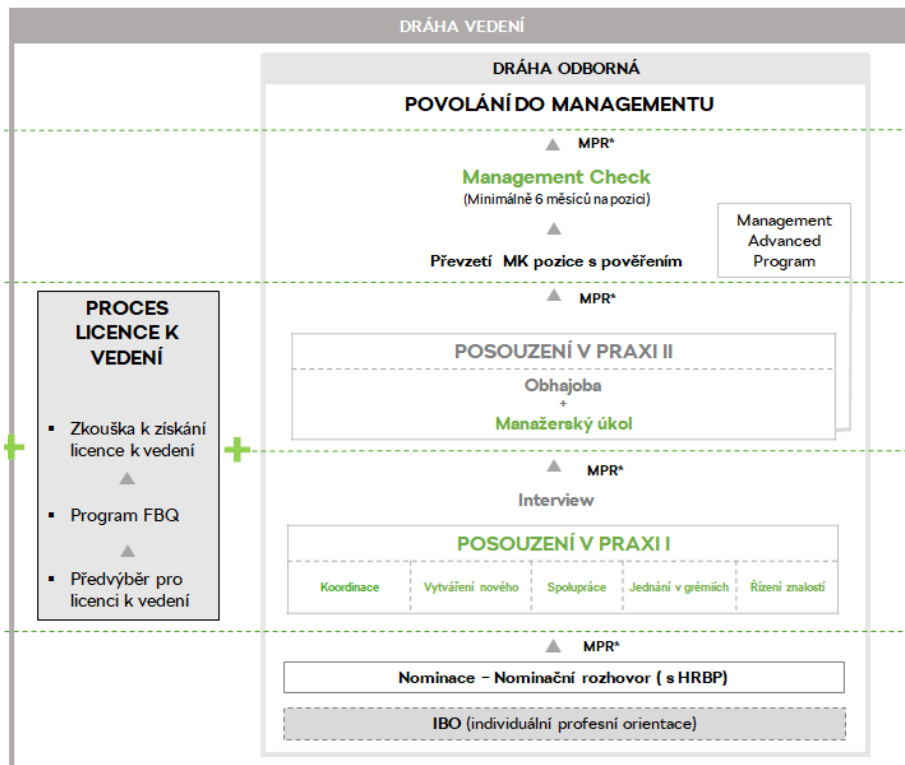 DRÁHA VEDENÍ
DRÁHA ODBORNÁ
POVOLÁNÍ DO MANAGEMENTU
MPR*
Management Check
(Minimálně 6 měsíců na pozici)
Management
Advanced
Program
Převzetí MK pozice s pověřením
MPR*
PROCES
LICENCE K
VEDENÍ
▪ Zkouška k získání
licence k vedení
▪ Program FBQ
▪ Předvýběr pro
licenci k vedení
+
+
POSOUZENÍ V PRAXI II
Obhajoba
+
Manažerský úkol
MPR*
Interview
POSOUZENÍ V PRAXI I
Koordinace
Vytváření nového
Spolupráce
Jednání v grémiích
Řízení znalostí
MPR*
Nominace – Nominační rozhovor ( s HRBP)
IBO (individuální profesní orientace)